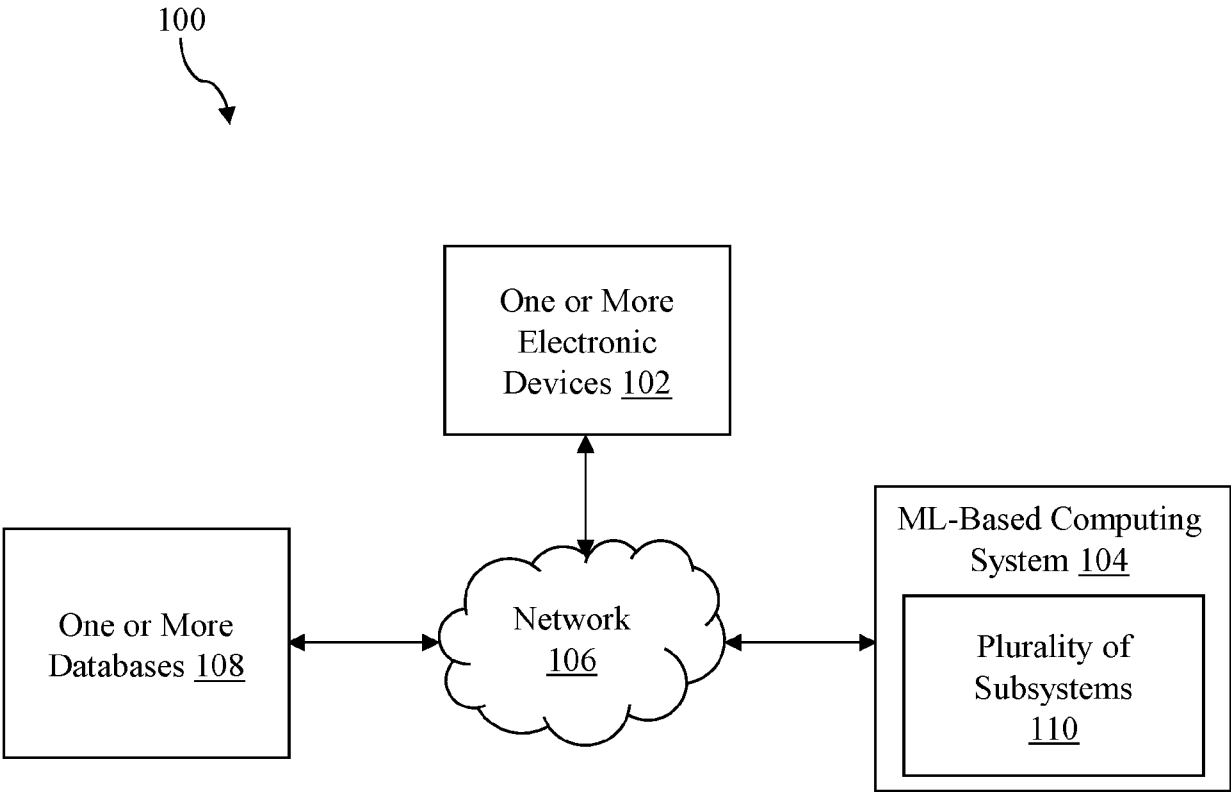 100
One or More
Electronic
Devices 102
ML-Based Computing
System 104
One or More
Databases 108
Network
106
Plurality of
Subsystems
110